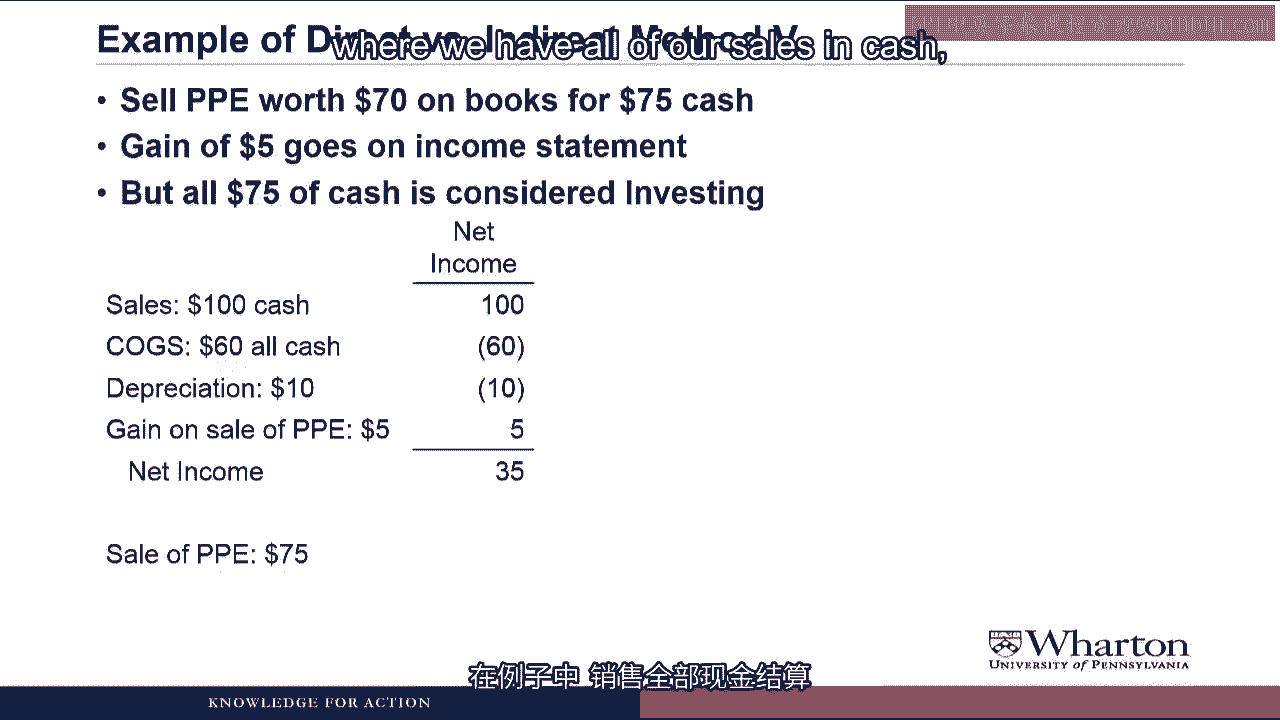 Example of Direct vs. Indirect Method V
where we have all of our sales in cash,
• Sell PPE worth $70 on books for $75 cash
• Gain of $5 goes on income statement
• But all $75 of cash is considered Investing
Net
Income
Sales: $100 cash 100
COGS: $60 all cash (60)
Depreciation: $10 (10)
Gain on sale of PPE: $5 5
Net Income 35
Sale of PPE: $75
Wharton
UNIVERSITY of PENNSYLVANIA
在例子中 销售全部现金结算
KNOWLEDGE FOR ACTION